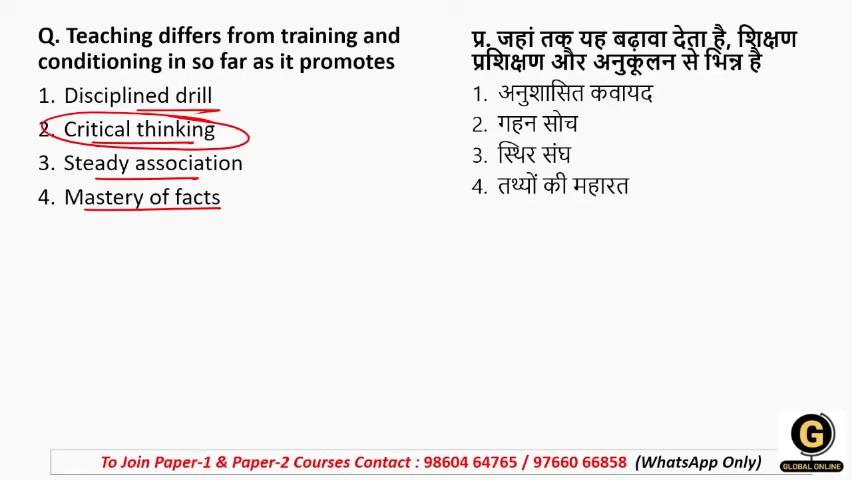 Q. Teaching differs from training and
conditioning in so far as it promotes
1. Disciplined drill
2. Critical thinking
3. Steady association
4. Mastery of facts
प्र. जहां तक यह बढ़ावा देता है, शिक्षण
प्रशिक्षण और अनुकूलन से भिन्न है
1. अनुशासित कवायद
2. गहन सोच
3. स्थिर संघ
4. तथ्यों की महारत
G
GLOBAL ONLINE
To Join Paper-1 & Paper-2 Courses Contact : 98604 64765 / 97660 66858 (WhatsApp Only)